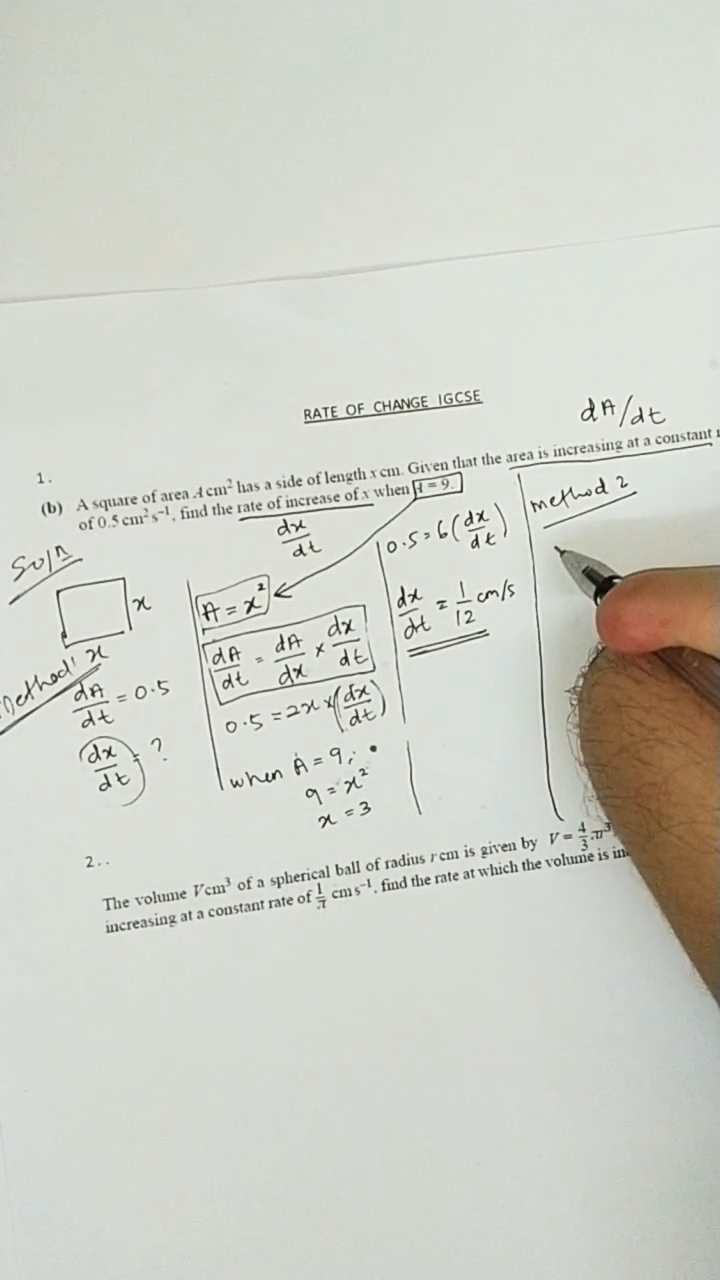 RATE OF CHANGE IGCSE
dA/dt
1.
(b) A square of area A cm² has a side of length x cm. Given that the area is increasing at a constant
of 0.5 cm² s⁻¹, find the rate of increase of x when A = 9.
dx/dt
Soln
x
x
Method 1
dA/dt = 0.5
dx/dt = ?
A = x²
dA/dt = dA/dx × dx/dt
0.5 = 2x × (dx/dt)
when A = 9,
9 = x²
x = 3
0.5 = 6(dx/dt)
dx/dt = 1/12 cm/s
method 2
2..
The volume V cm³ of a spherical ball of radius r cm is given by V = 4/3 πr³
increasing at a constant rate of 1/π cm s⁻¹, find the rate at which the volume is